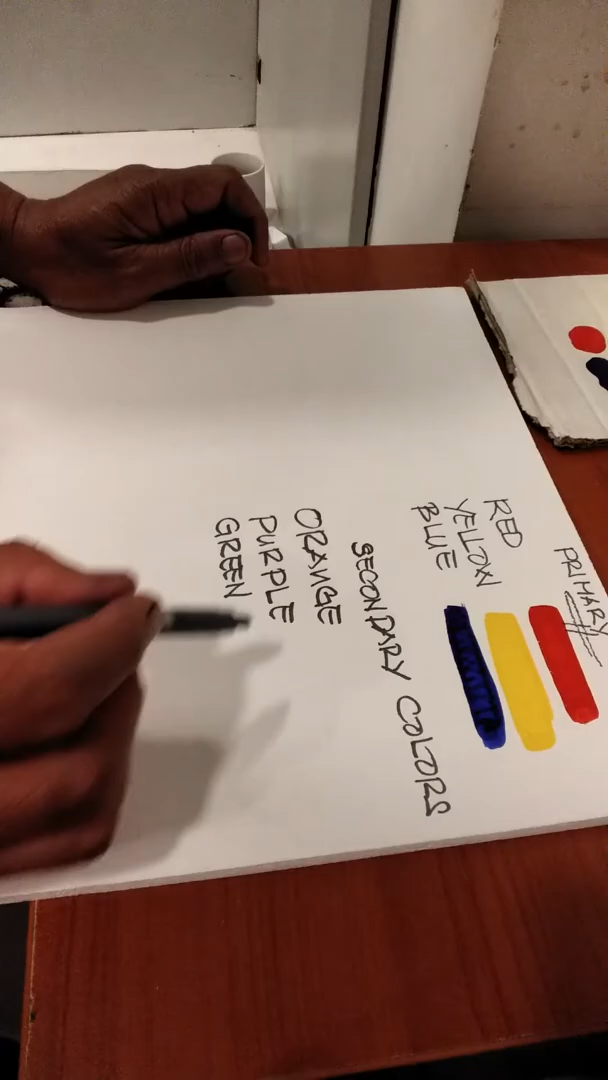 PRIMARY
RED
YELLOW
BLUE
SECONDARY COLORS
ORANGE
PURPLE
GREEN